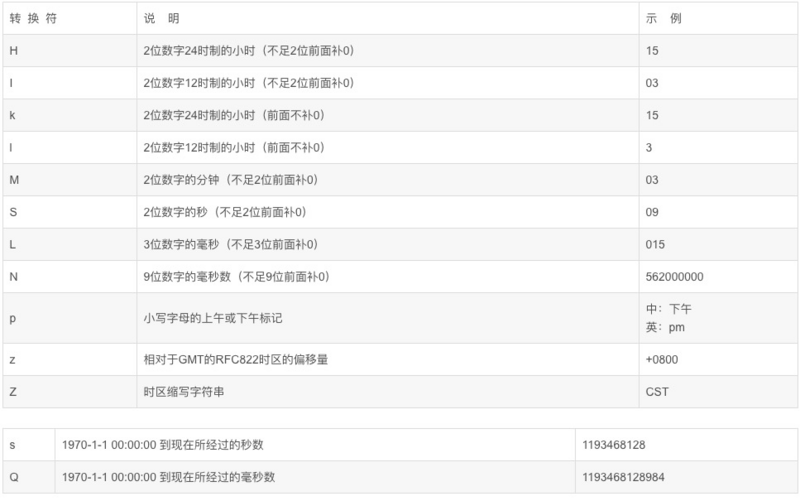 转 换 符 说 明 示 例
H 2位数字24时制的小时（不足2位前面补0） 15
I 2位数字12时制的小时（不足2位前面补0） 03
k 2位数字24时制的小时（前面不补0） 15
l 2位数字12时制的小时（前面不补0） 3
M 2位数字的分钟（不足2位前面补0） 03
S 2位数字的秒（不足2位前面补0） 09
L 3位数字的毫秒（不足3位前面补0） 015
N 9位数字的毫秒数（不足9位前面补0） 562000000
p 小写字母的上午或下午标记 中：下午
英：pm
z 相对于GMT的RFC822时区的偏移量 +0800
Z 时区缩写字符串 CST
s 1970-1-1 00:00:00 到现在所经过的秒数 1193468128
Q 1970-1-1 00:00:00 到现在所经过的毫秒数 1193468128984